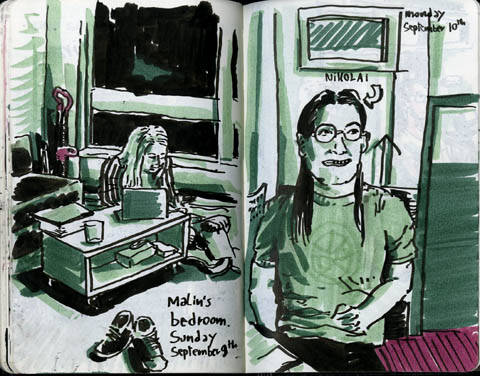 Malin's
bedroom.
Sunday
September 9th
monday
September 10th
NIKOLAI